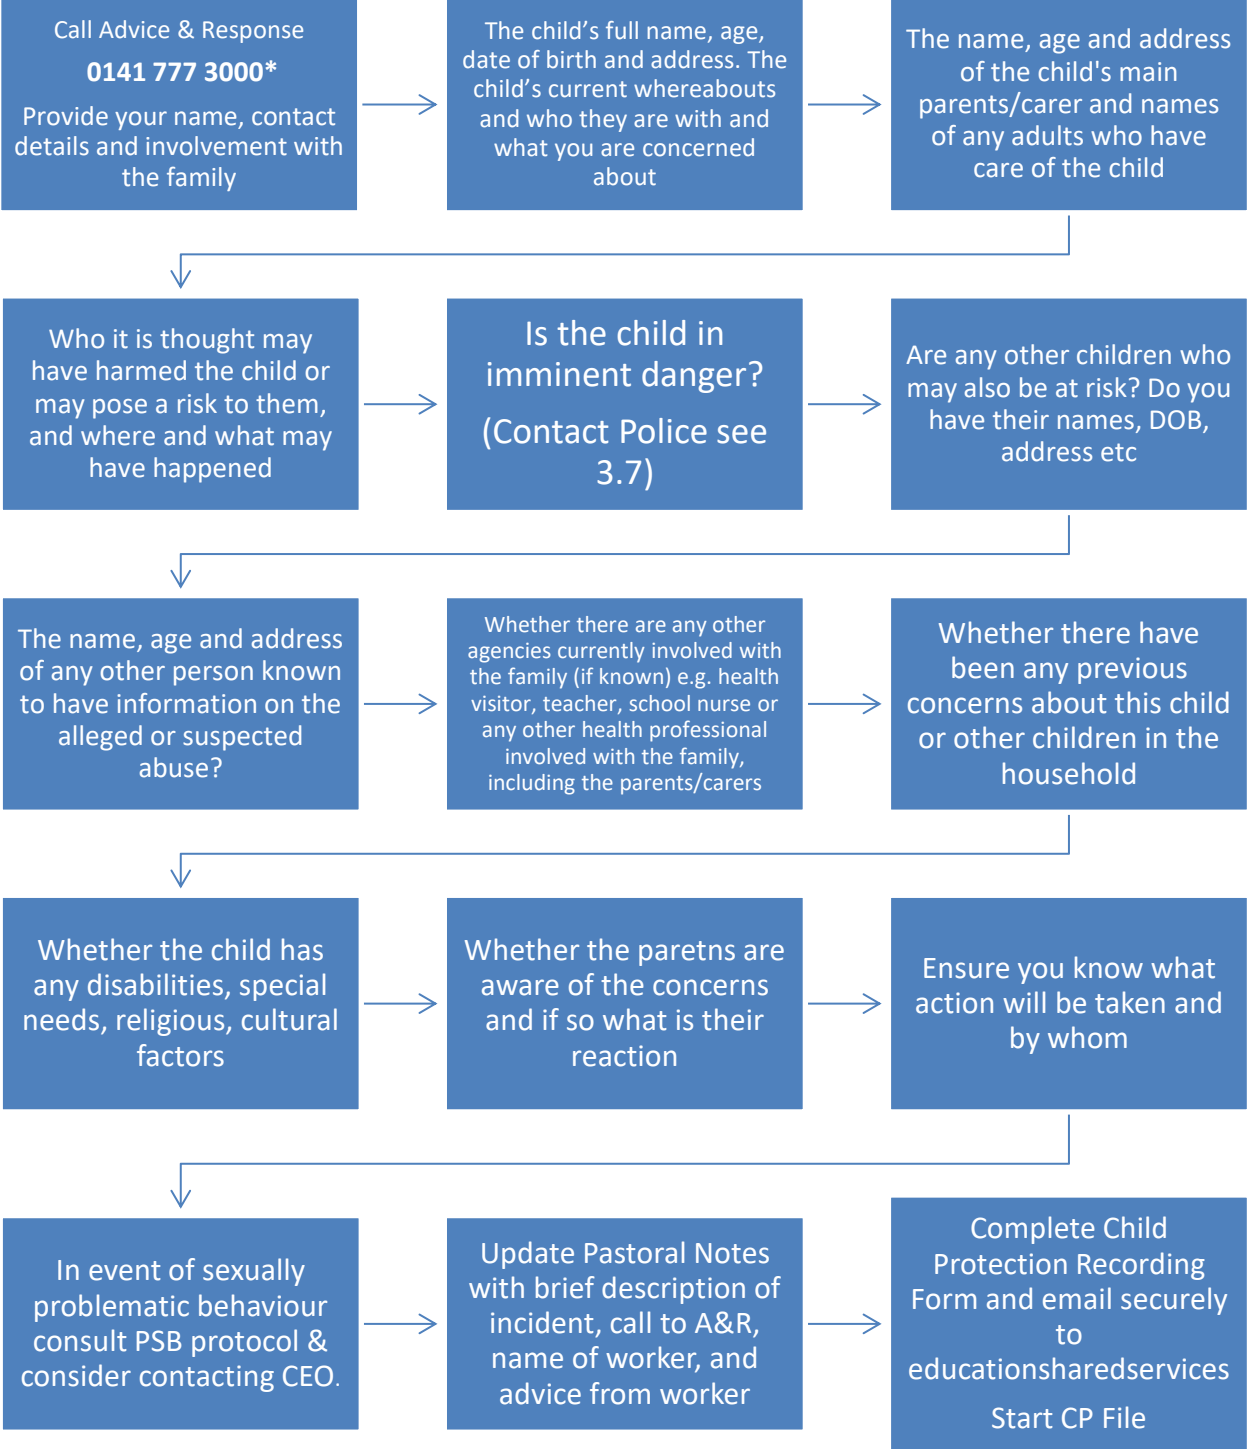 Call Advice & Response
0141 777 3000*
Provide your name, contact
details and involvement with
the family
The child’s full name, age,
date of birth and address. The
child’s current whereabouts
and who they are with and
what you are concerned
about
The name, age and address
of the child's main
parents/carer and names
of any adults who have
care of the child
Who it is thought may
have harmed the child or
may pose a risk to them,
and where and what may
have happened
Is the child in
imminent danger?
(Contact Police see
3.7)
Are any other children who
may also be at risk? Do you
have their names, DOB,
address etc
The name, age and address
of any other person known
to have information on the
alleged or suspected
abuse?
Whether there are any other
agencies currently involved with
the family (if known) e.g. health
visitor, teacher, school nurse or
any other health professional
involved with the family,
including the parents/carers
Whether there have
been any previous
concerns about this child
or other children in the
household
Whether the child has
any disabilities, special
needs, religious, cultural
factors
Whether the paretns are
aware of the concerns
and if so what is their
reaction
Ensure you know what
action will be taken and
by whom
In event of sexually
problematic behaviour
consult PSB protocol &
consider contacting CEO.
Update Pastoral Notes
with brief description of
incident, call to A&R,
name of worker, and
advice from worker
Complete Child
Protection Recording
Form and email securely
to
educationsharedservices
Start CP File